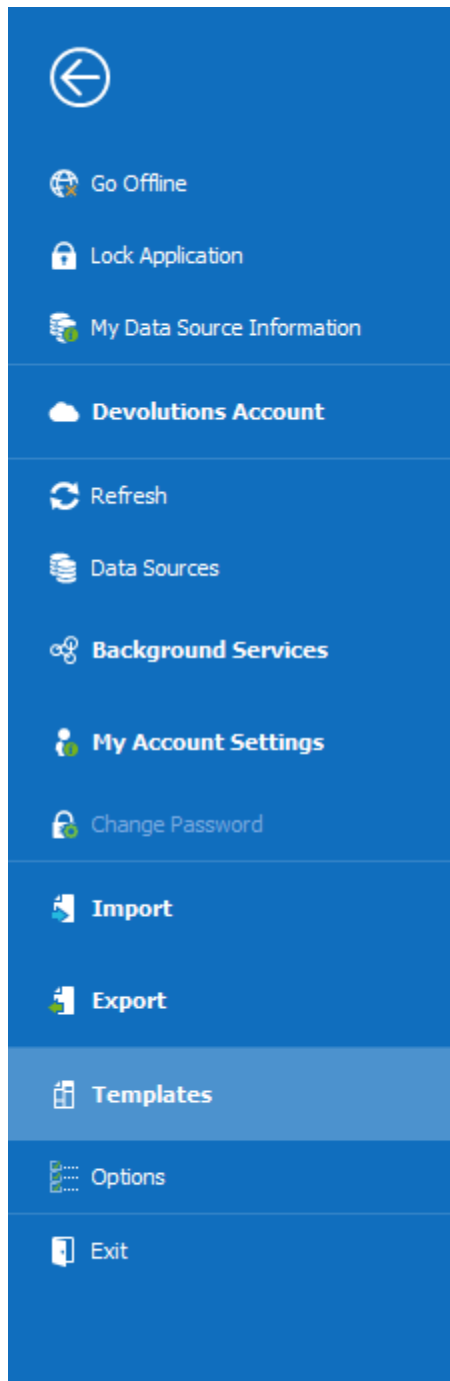 Go Offline
Lock Application
My Data Source Information
Devolutions Account
Refresh
Data Sources
Background Services
My Account Settings
Change Password
Import
Export
Templates
Options
Exit